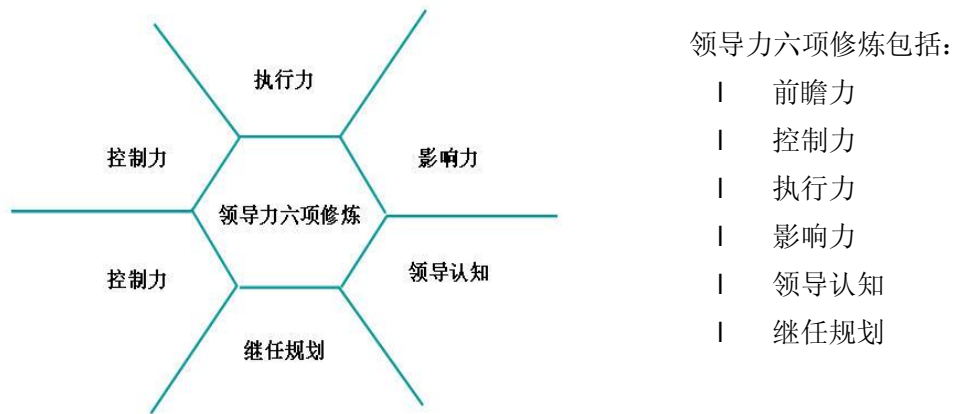 执行力
控制力
影响力
领导力六项修炼
控制力
领导认知
继任规划
领导力六项修炼包括：
l 前瞻力
l 控制力
l 执行力
l 影响力
l 领导认知
l 继任规划